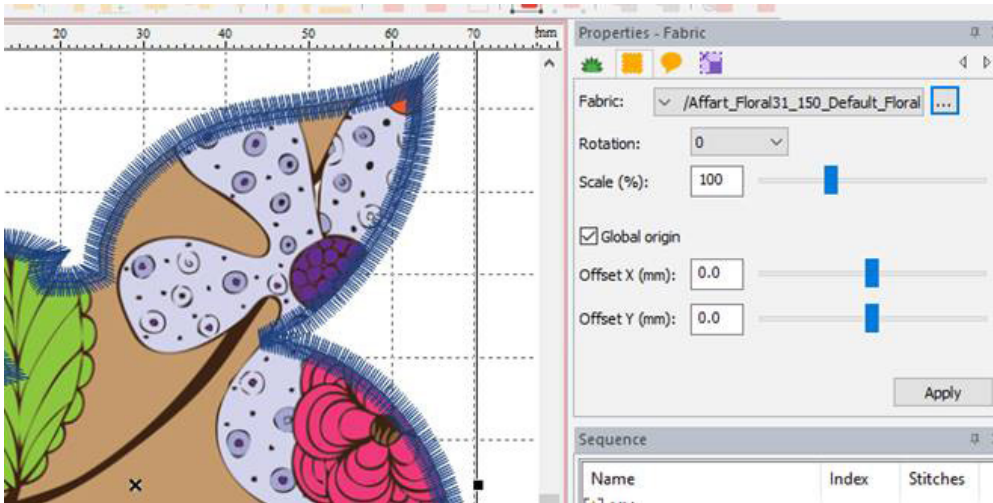 20 30 40 50 60 70 mm
Properties - Fabric
Fabric: /Affart_Floral31_150_Default_Floral ...
Rotation: 0
Scale (%): 100
Global origin
Offset X (mm): 0.0
Offset Y (mm): 0.0
Apply
Sequence
Name Index Stitches